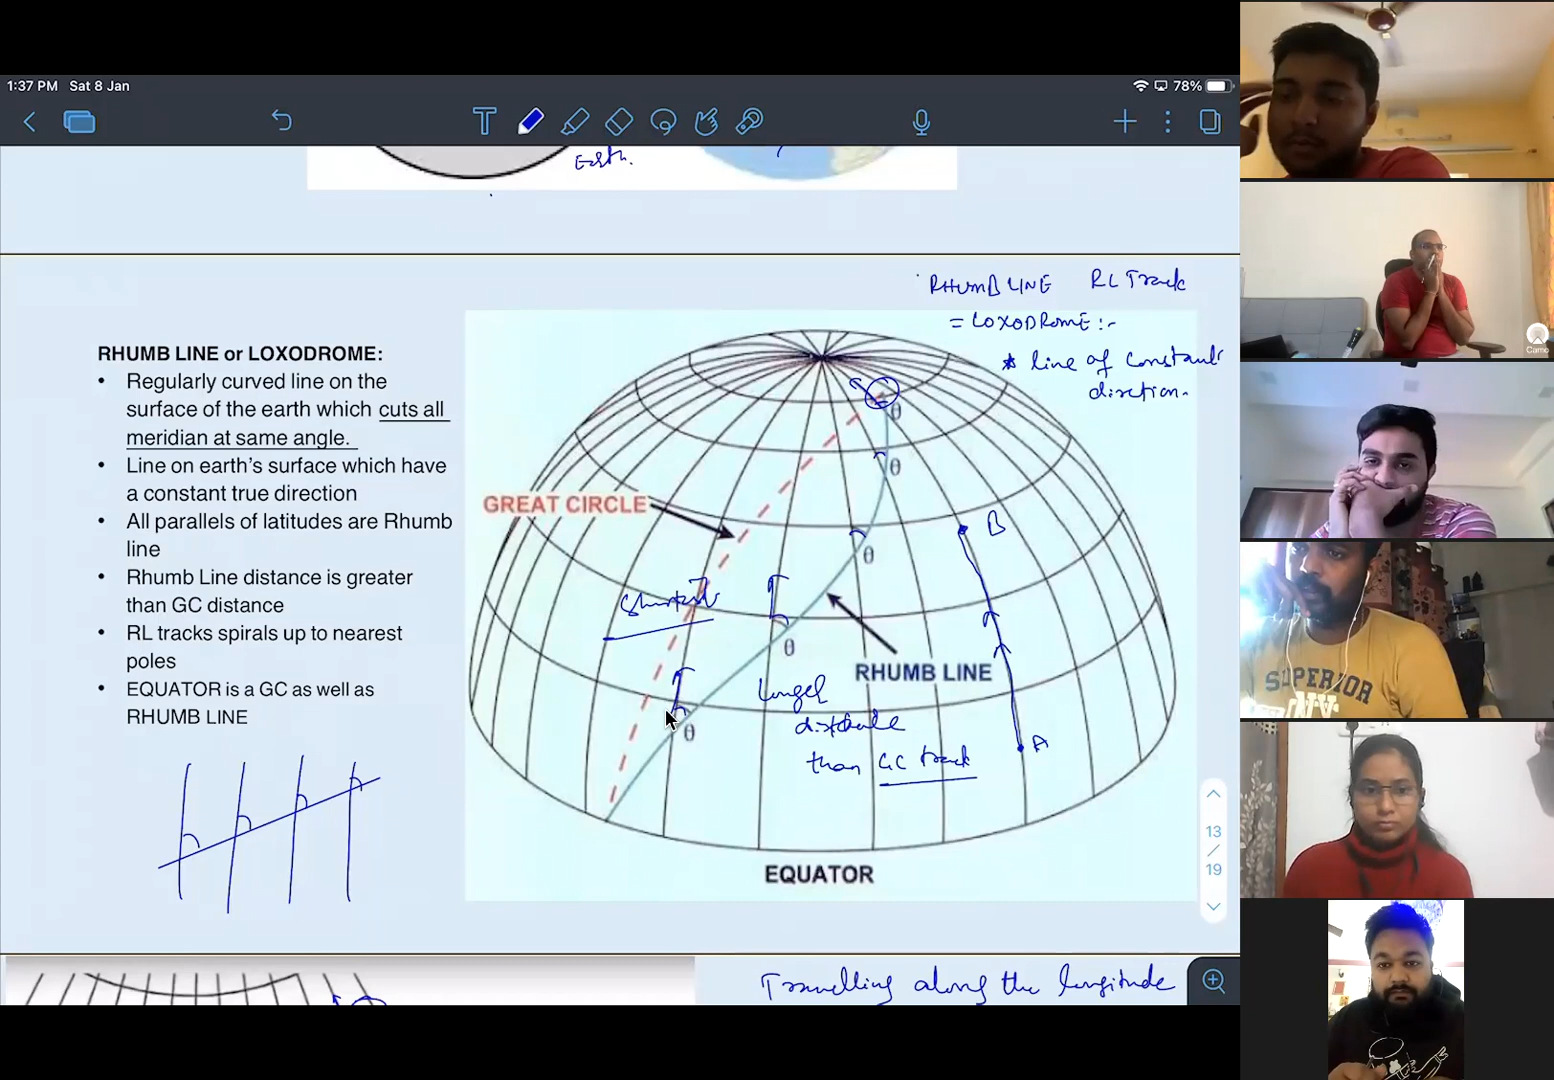 1:37 PM Sat 8 Jan
78%
Earth.
RHUMB LINE RL Track
= LOXODROME :-
* line of constant
direction.
RHUMB LINE or LOXODROME:
• Regularly curved line on the
surface of the earth which cuts all
meridian at same angle.
• Line on earth's surface which have
a constant true direction
• All parallels of latitudes are Rhumb
line
• Rhumb Line distance is greater
than GC distance
• RL tracks spirals up to nearest
poles
• EQUATOR is a GC as well as
RHUMB LINE
θ
θ
GREAT CIRCLE
B
θ
Shortest
θ
RHUMB LINE
θ
distance
than GC track
A
EQUATOR
13
/
19
Travelling along the longitude
Camo
SUPERIOR